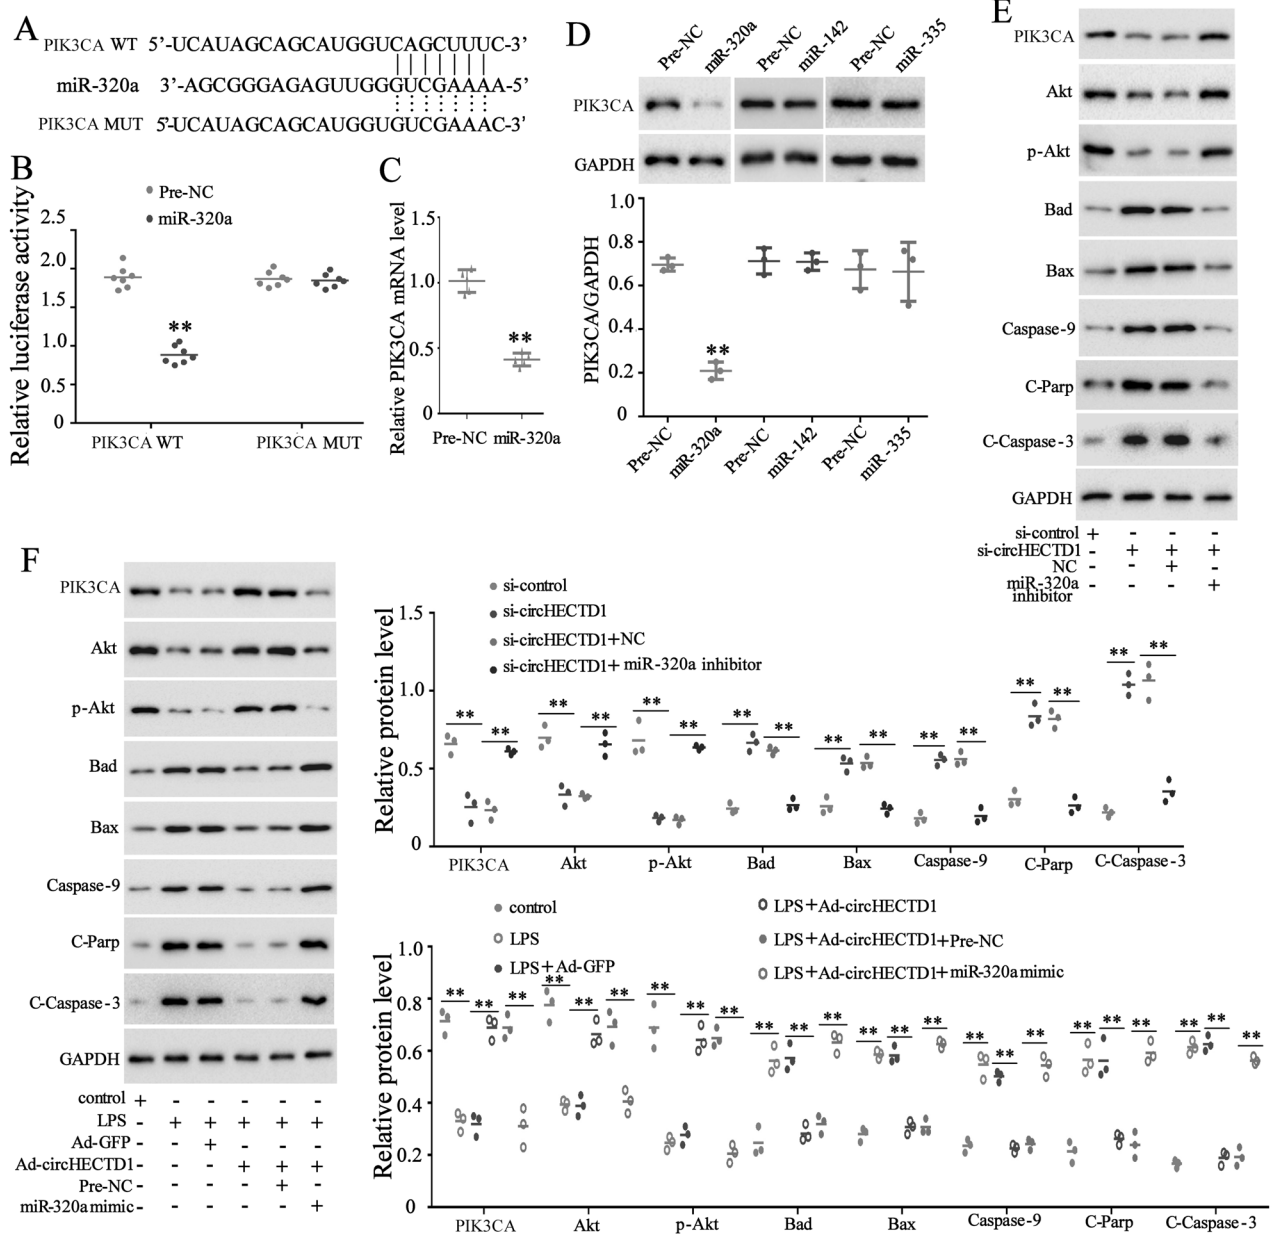 A
PIK3CA WT 5’-UCAUAGCAGCAUGGUCAGCUUUC-3’
miR-320a 3’-AGCGGGAGAGUUGGGUCGAAAA-5’
PIK3CA MUT 5’-UCAUAGCAGCAUGGUGUCGAAAC-3’
B
Pre-NC
miR-320a
Relative luciferase activity
2.5
2.0
1.5
1.0
0.5
0
**
PIK3CA WT
PIK3CA MUT
C
Relative PIK3CA mRNA level
1.5
1.0
0.5
0
**
Pre-NC miR-320a
D
Pre-NC miR-320a Pre-NC miR-142 Pre-NC miR-335
PIK3CA
GAPDH
PIK3CA/GAPDH
1.0
0.8
0.6
0.4
0.2
0
**
Pre-NC miR-320a Pre-NC miR-142 Pre-NC miR-335
E
PIK3CA
Akt
p-Akt
Bad
Bax
Caspase-9
C-Parp
C-Caspase-3
GAPDH
si-control + - - -
si-circHECTD1 - + + +
NC - - + -
miR-320a inhibitor - - - +
si-control
si-circHECTD1
si-circHECTD1+NC
si-circHECTD1+ miR-320a inhibitor
Relative protein level
1.5
1.0
0.5
0
** ** ** ** ** ** ** ** ** ** ** ** ** ** ** **
PIK3CA Akt p-Akt Bad Bax Caspase-9 C-Parp C-Caspase-3
F
PIK3CA
Akt
p-Akt
Bad
Bax
Caspase-9
C-Parp
C-Caspase-3
GAPDH
control + - - - - -
LPS - + + + + +
Ad-GFP - - + - - -
Ad-circHECTD1 - - - + + +
Pre-NC - - - - + -
miR-320a mimic - - - - - +
control
LPS
LPS+Ad-GFP
LPS+Ad-circHECTD1
LPS+Ad-circHECTD1+Pre-NC
LPS+Ad-circHECTD1+miR-320a mimic
Relative protein level
1.0
0.8
0.6
0.4
0.2
0
** ** ** ** ** ** ** ** ** ** ** ** ** ** ** ** ** ** ** ** ** ** ** **
PIK3CA Akt p-Akt Bad Bax Caspase-9 C-Parp C-Caspase-3